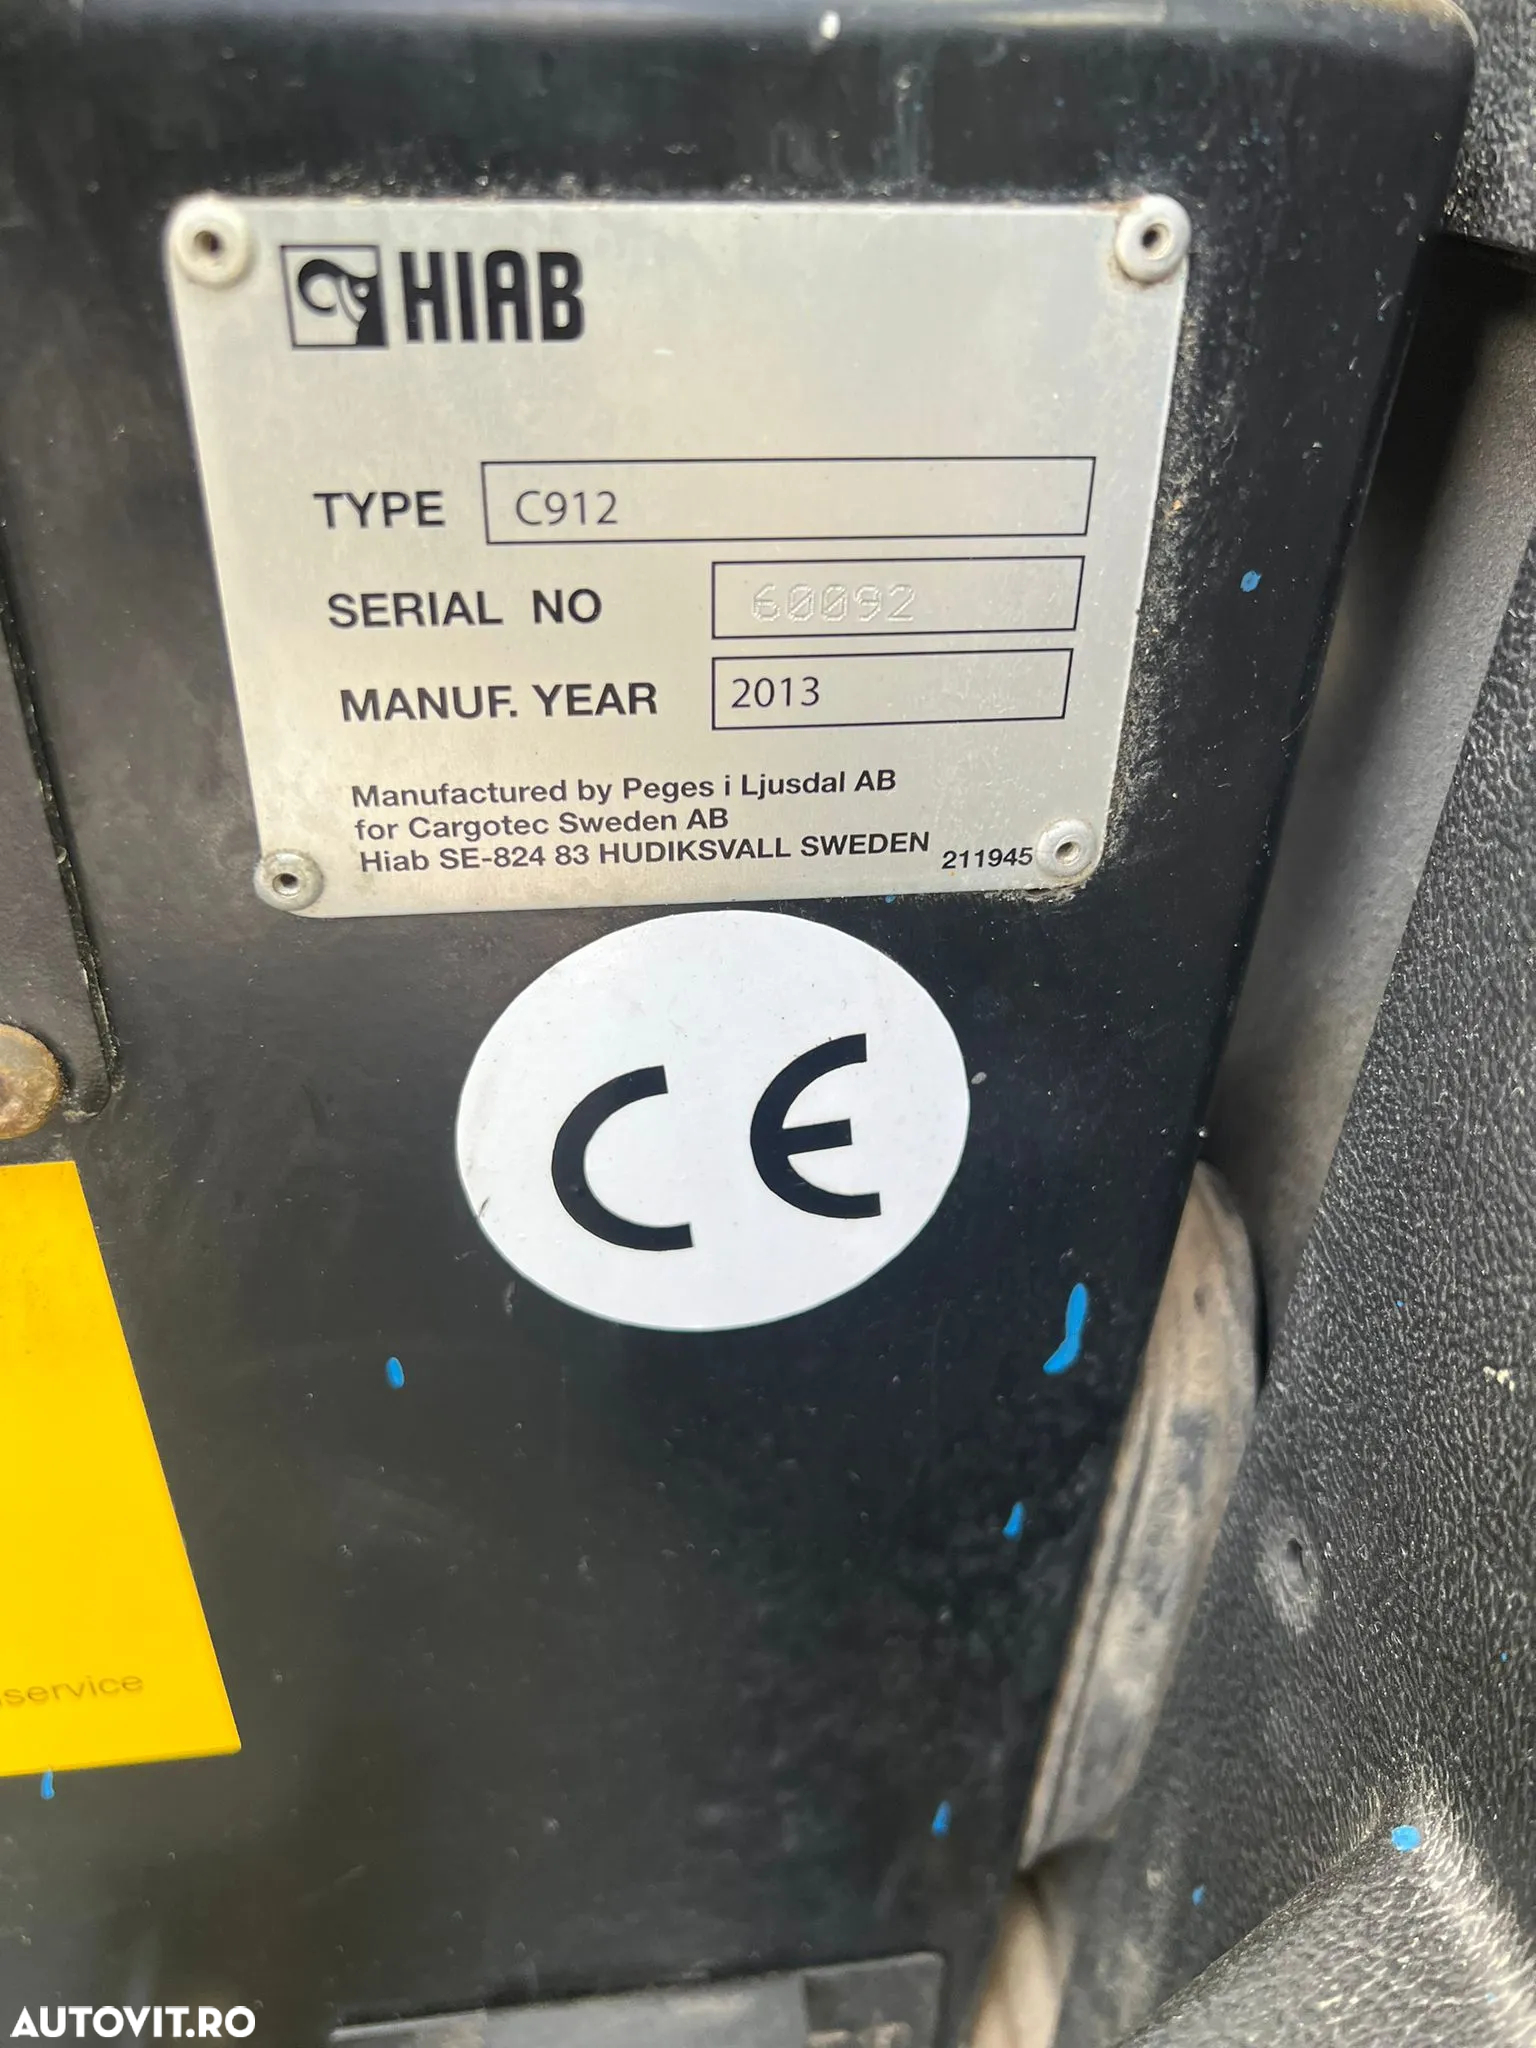 HIAB
TYPE C912
SERIAL NO 60092
MANUF. YEAR 2013
Manufactured by Peges i Ljusdal AB
for Cargotec Sweden AB
Hiab SE-824 83 HUDIKSVALL SWEDEN 211945
CE
service
AUTOVIT.RO